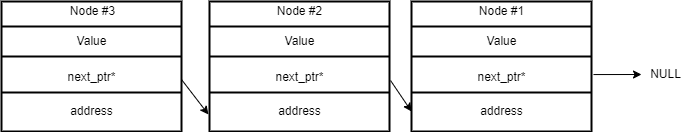 Node #3 Node #2 Node #1
Value Value Value
next_ptr* next_ptr* next_ptr* NULL
address address address